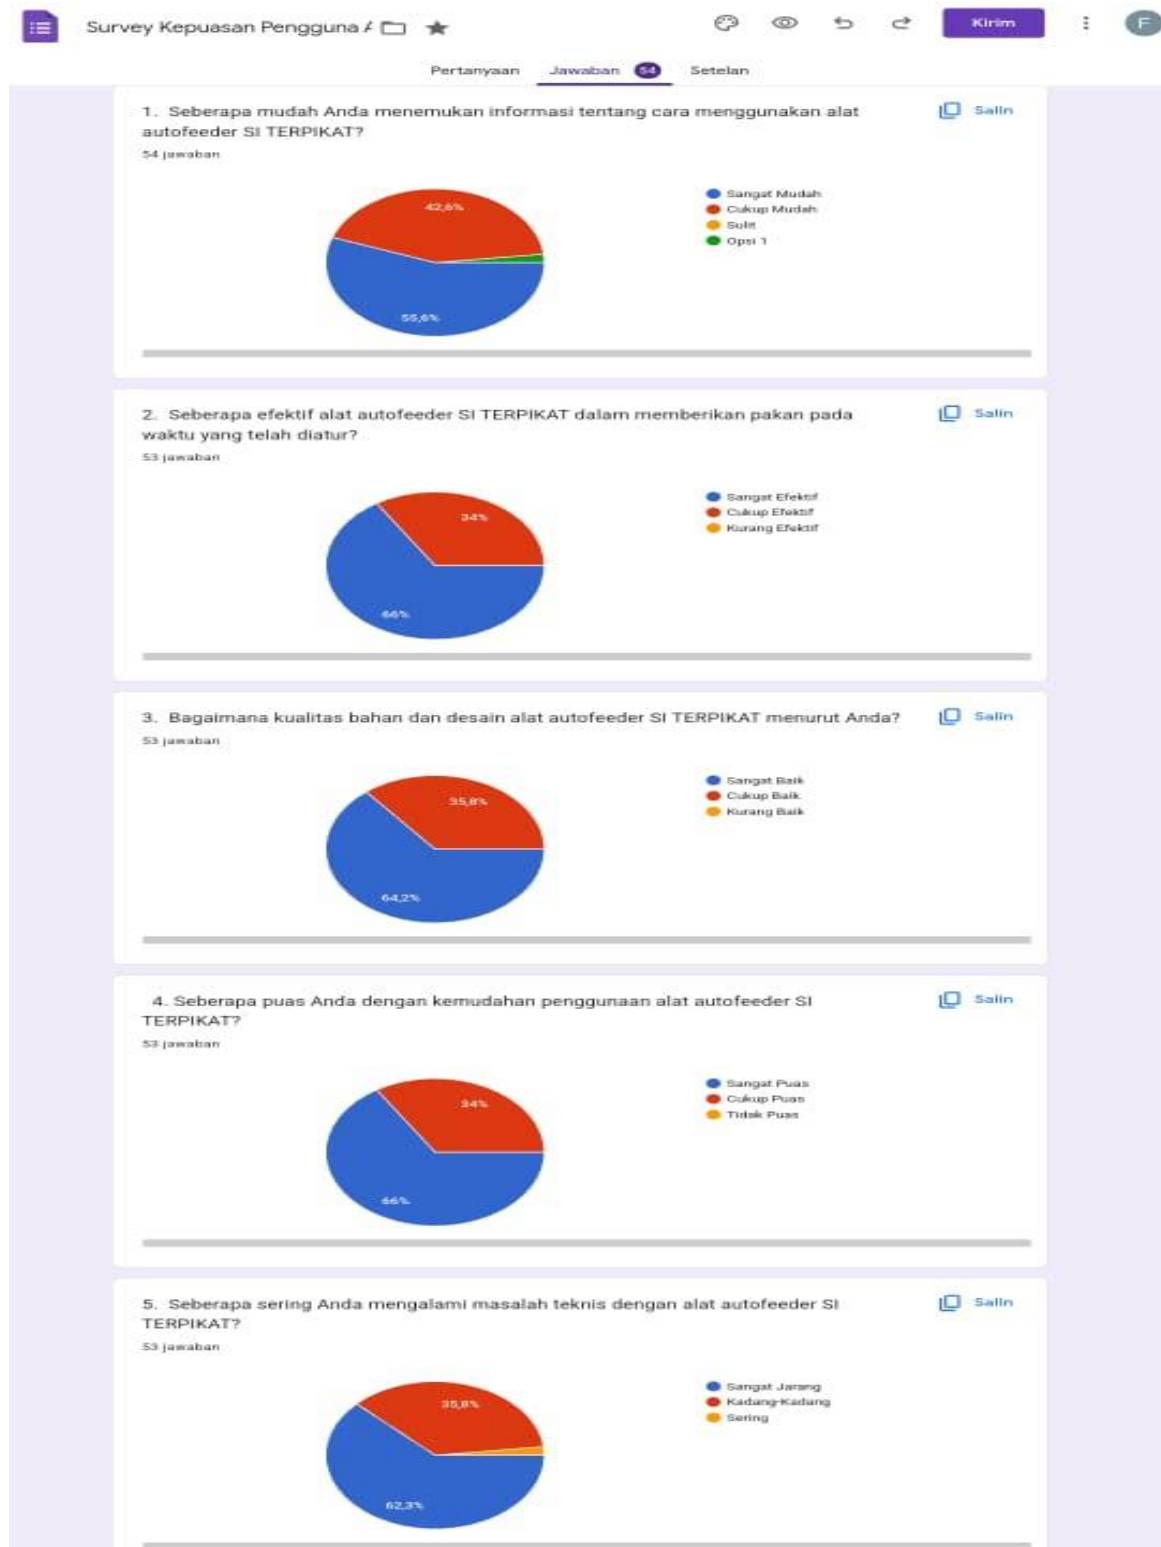 Survey Kepuasan Pengguna A
Kirim
F
Pertanyaan Jawaban 54 Setelan
1. Seberapa mudah Anda menemukan informasi tentang cara menggunakan alat
autofeeder SI TERPIKAT?
Salin
54 jawaban
42,6%
55,6%
Sangat Mudah
Cukup Mudah
Sulit
Opsi 1
2. Seberapa efektif alat autofeeder SI TERPIKAT dalam memberikan pakan pada
waktu yang telah diatur?
Salin
53 jawaban
34%
66%
Sangat Efektif
Cukup Efektif
Kurang Efektif
3. Bagaimana kualitas bahan dan desain alat autofeeder SI TERPIKAT menurut Anda?
Salin
53 jawaban
35,8%
64,2%
Sangat Baik
Cukup Baik
Kurang Baik
4. Seberapa puas Anda dengan kemudahan penggunaan alat autofeeder SI
TERPIKAT?
Salin
53 jawaban
34%
66%
Sangat Puas
Cukup Puas
Tidak Puas
5. Seberapa sering Anda mengalami masalah teknis dengan alat autofeeder SI
TERPIKAT?
Salin
53 jawaban
35,8%
62,3%
Sangat Jarang
Kadang-Kadang
Sering